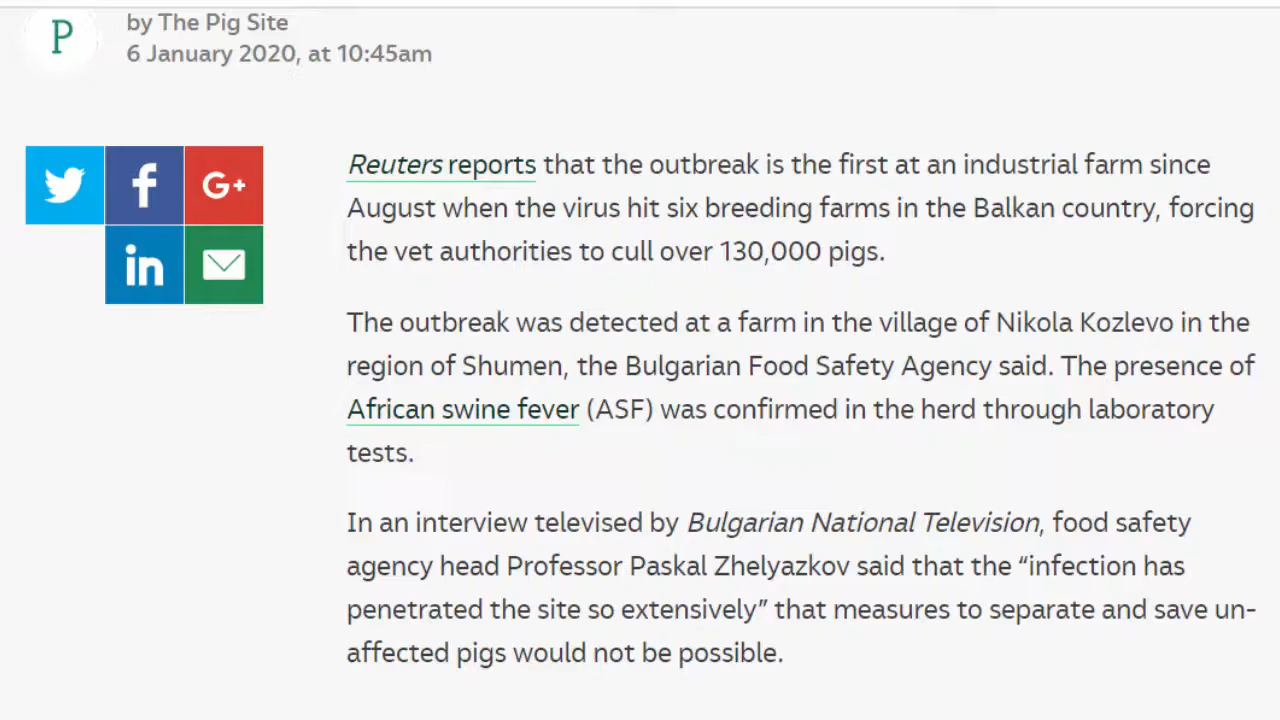 P
by The Pig Site
6 January 2020, at 10:45am
Reuters reports that the outbreak is the first at an industrial farm since
August when the virus hit six breeding farms in the Balkan country, forcing
the vet authorities to cull over 130,000 pigs.
f
G+
in
The outbreak was detected at a farm in the village of Nikola Kozlevo in the
region of Shumen, the Bulgarian Food Safety Agency said. The presence of
African swine fever (ASF) was confirmed in the herd through laboratory
tests.
In an interview televised by Bulgarian National Television, food safety
agency head Professor Paskal Zhelyazkov said that the “infection has
penetrated the site so extensively” that measures to separate and save un-
affected pigs would not be possible.